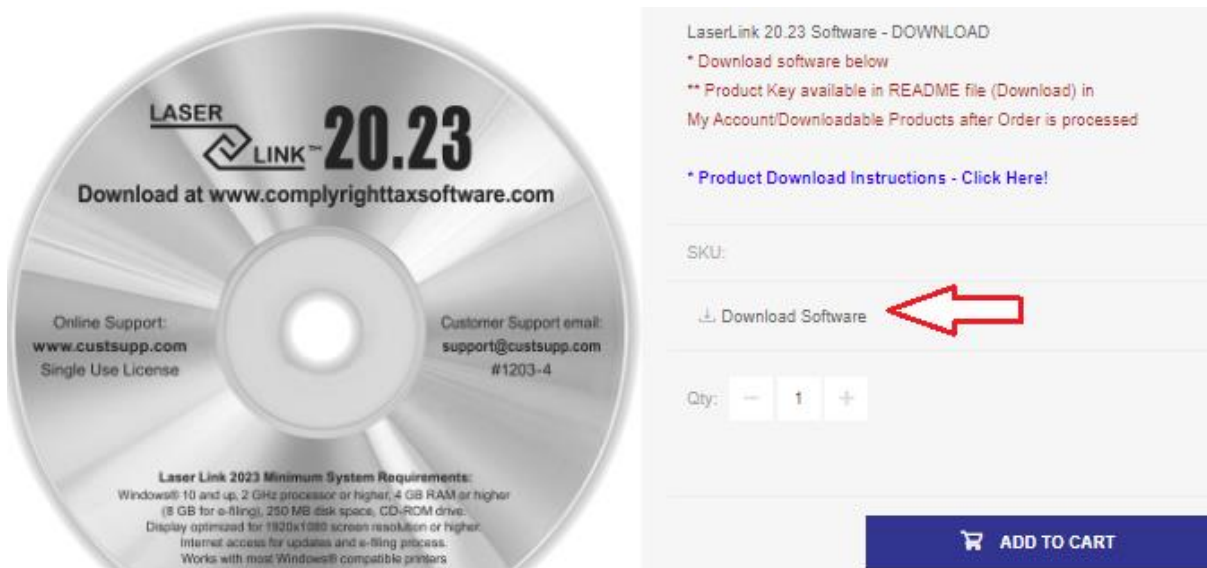 LASER
LINK™ 20.23
Download at www.complyrighttaxsoftware.com
Online Support:
www.custsupp.com
Single Use License
Customer Support email:
support@custsupp.com
#1203-4
Laser Link 2023 Minimum System Requirements:
Windows® 10 and up, 2 GHz processor or higher, 4 GB RAM or higher
(8 GB for e-filing), 250 MB disk space, CD-ROM drive.
Display optimized for 1920x1080 screen resolution or higher.
Internet access for updates and e-filing process.
Works with most Windows® compatible printers
LaserLink 20.23 Software - DOWNLOAD
* Download software below
** Product Key available in README file (Download) in
My Account/Downloadable Products after Order is processed
* Product Download Instructions - Click Here!
SKU:
Download Software
Qty: — 1 +
ADD TO CART